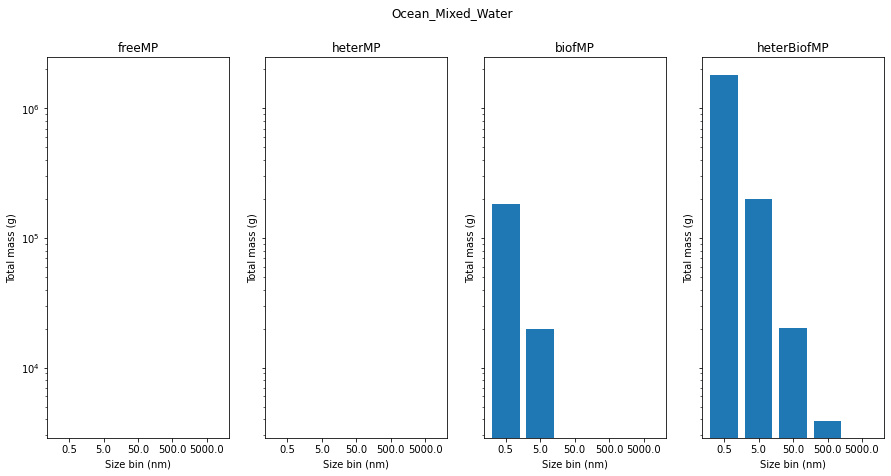 Ocean_Mixed_Water
freeMP
heterMP
biofMP
heterBiofMP
10⁶
10⁵
10⁴
Total mass (g)
Total mass (g)
Total mass (g)
Total mass (g)
0.5 5.0 50.0 500.0 5000.0
0.5 5.0 50.0 500.0 5000.0
0.5 5.0 50.0 500.0 5000.0
0.5 5.0 50.0 500.0 5000.0
Size bin (nm)
Size bin (nm)
Size bin (nm)
Size bin (nm)